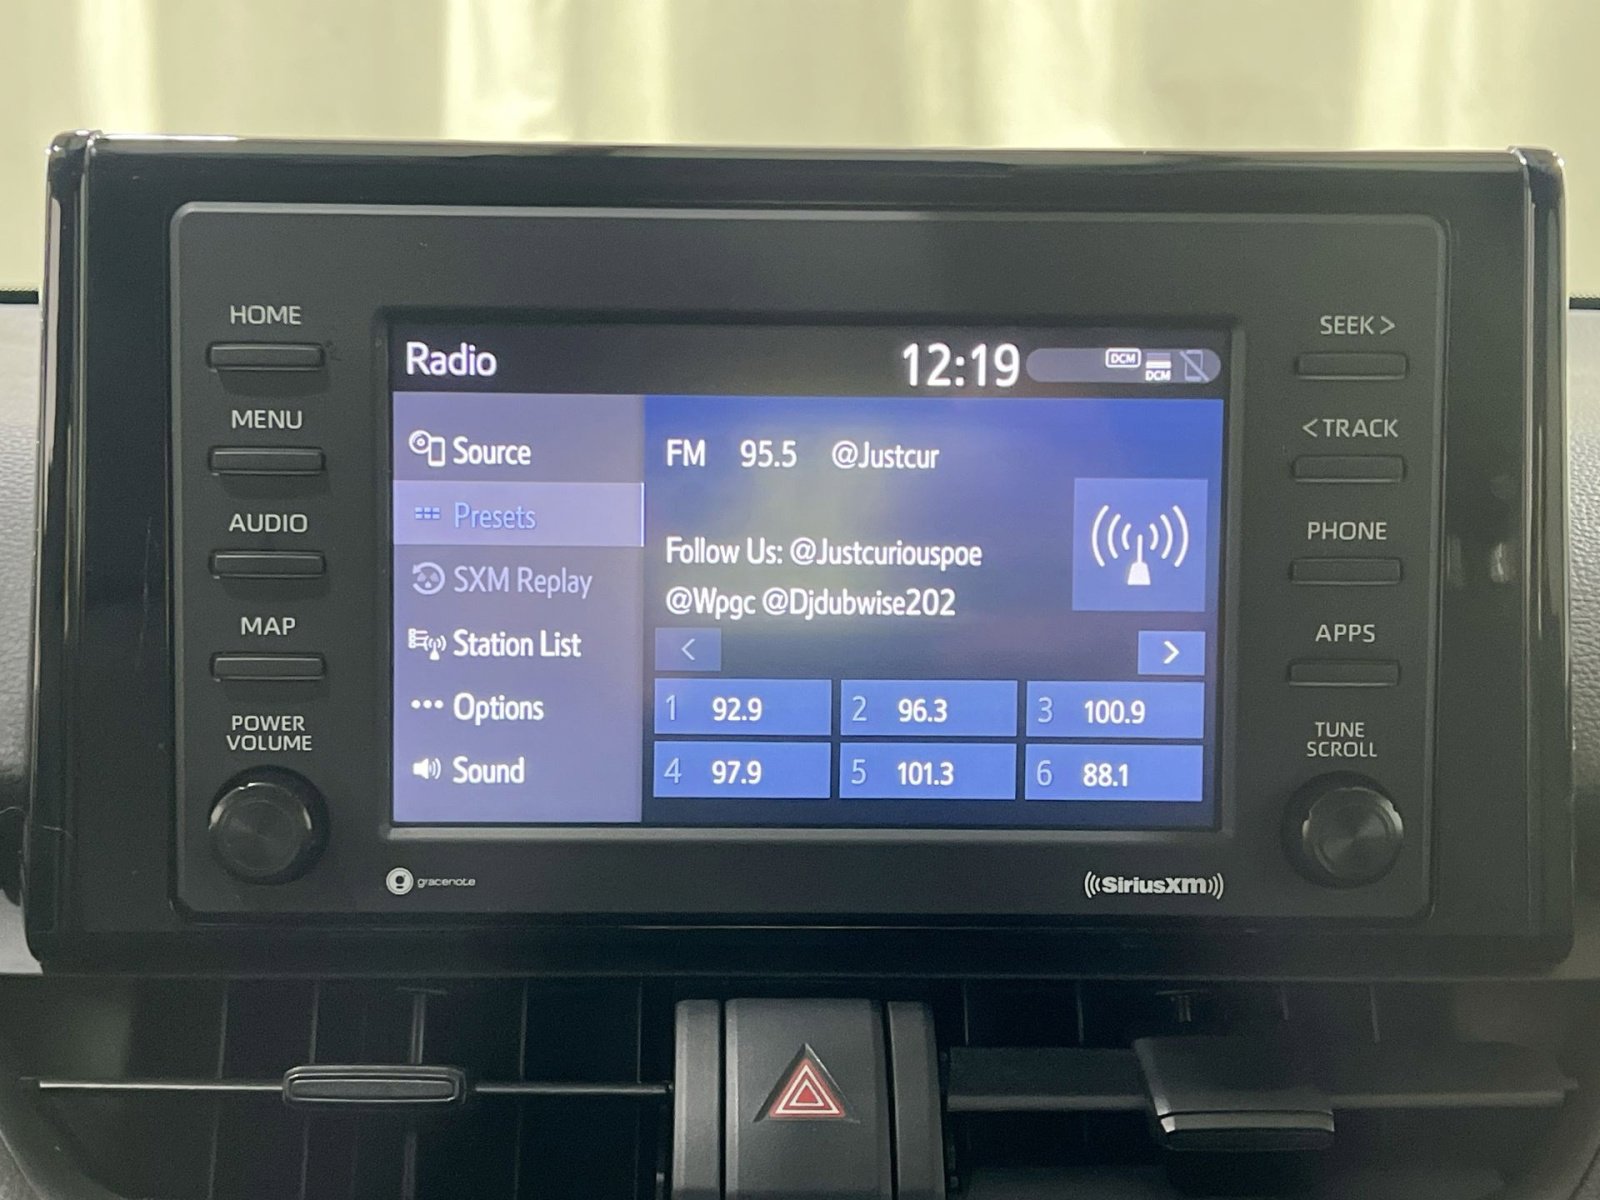 HOME
MENU
AUDIO
MAP
POWER
VOLUME
Radio
12:19
DCM
DCM
Source
Presets
SXM Replay
Station List
Options
Sound
FM 95.5 @Justcur
Follow Us: @Justcuriouspoe
@Wpgc @Djdubwise202
<
>
1 92.9
2 96.3
3 100.9
4 97.9
5 101.3
6 88.1
SEEK >
< TRACK
PHONE
APPS
TUNE
SCROLL
gracenote
SiriusXM